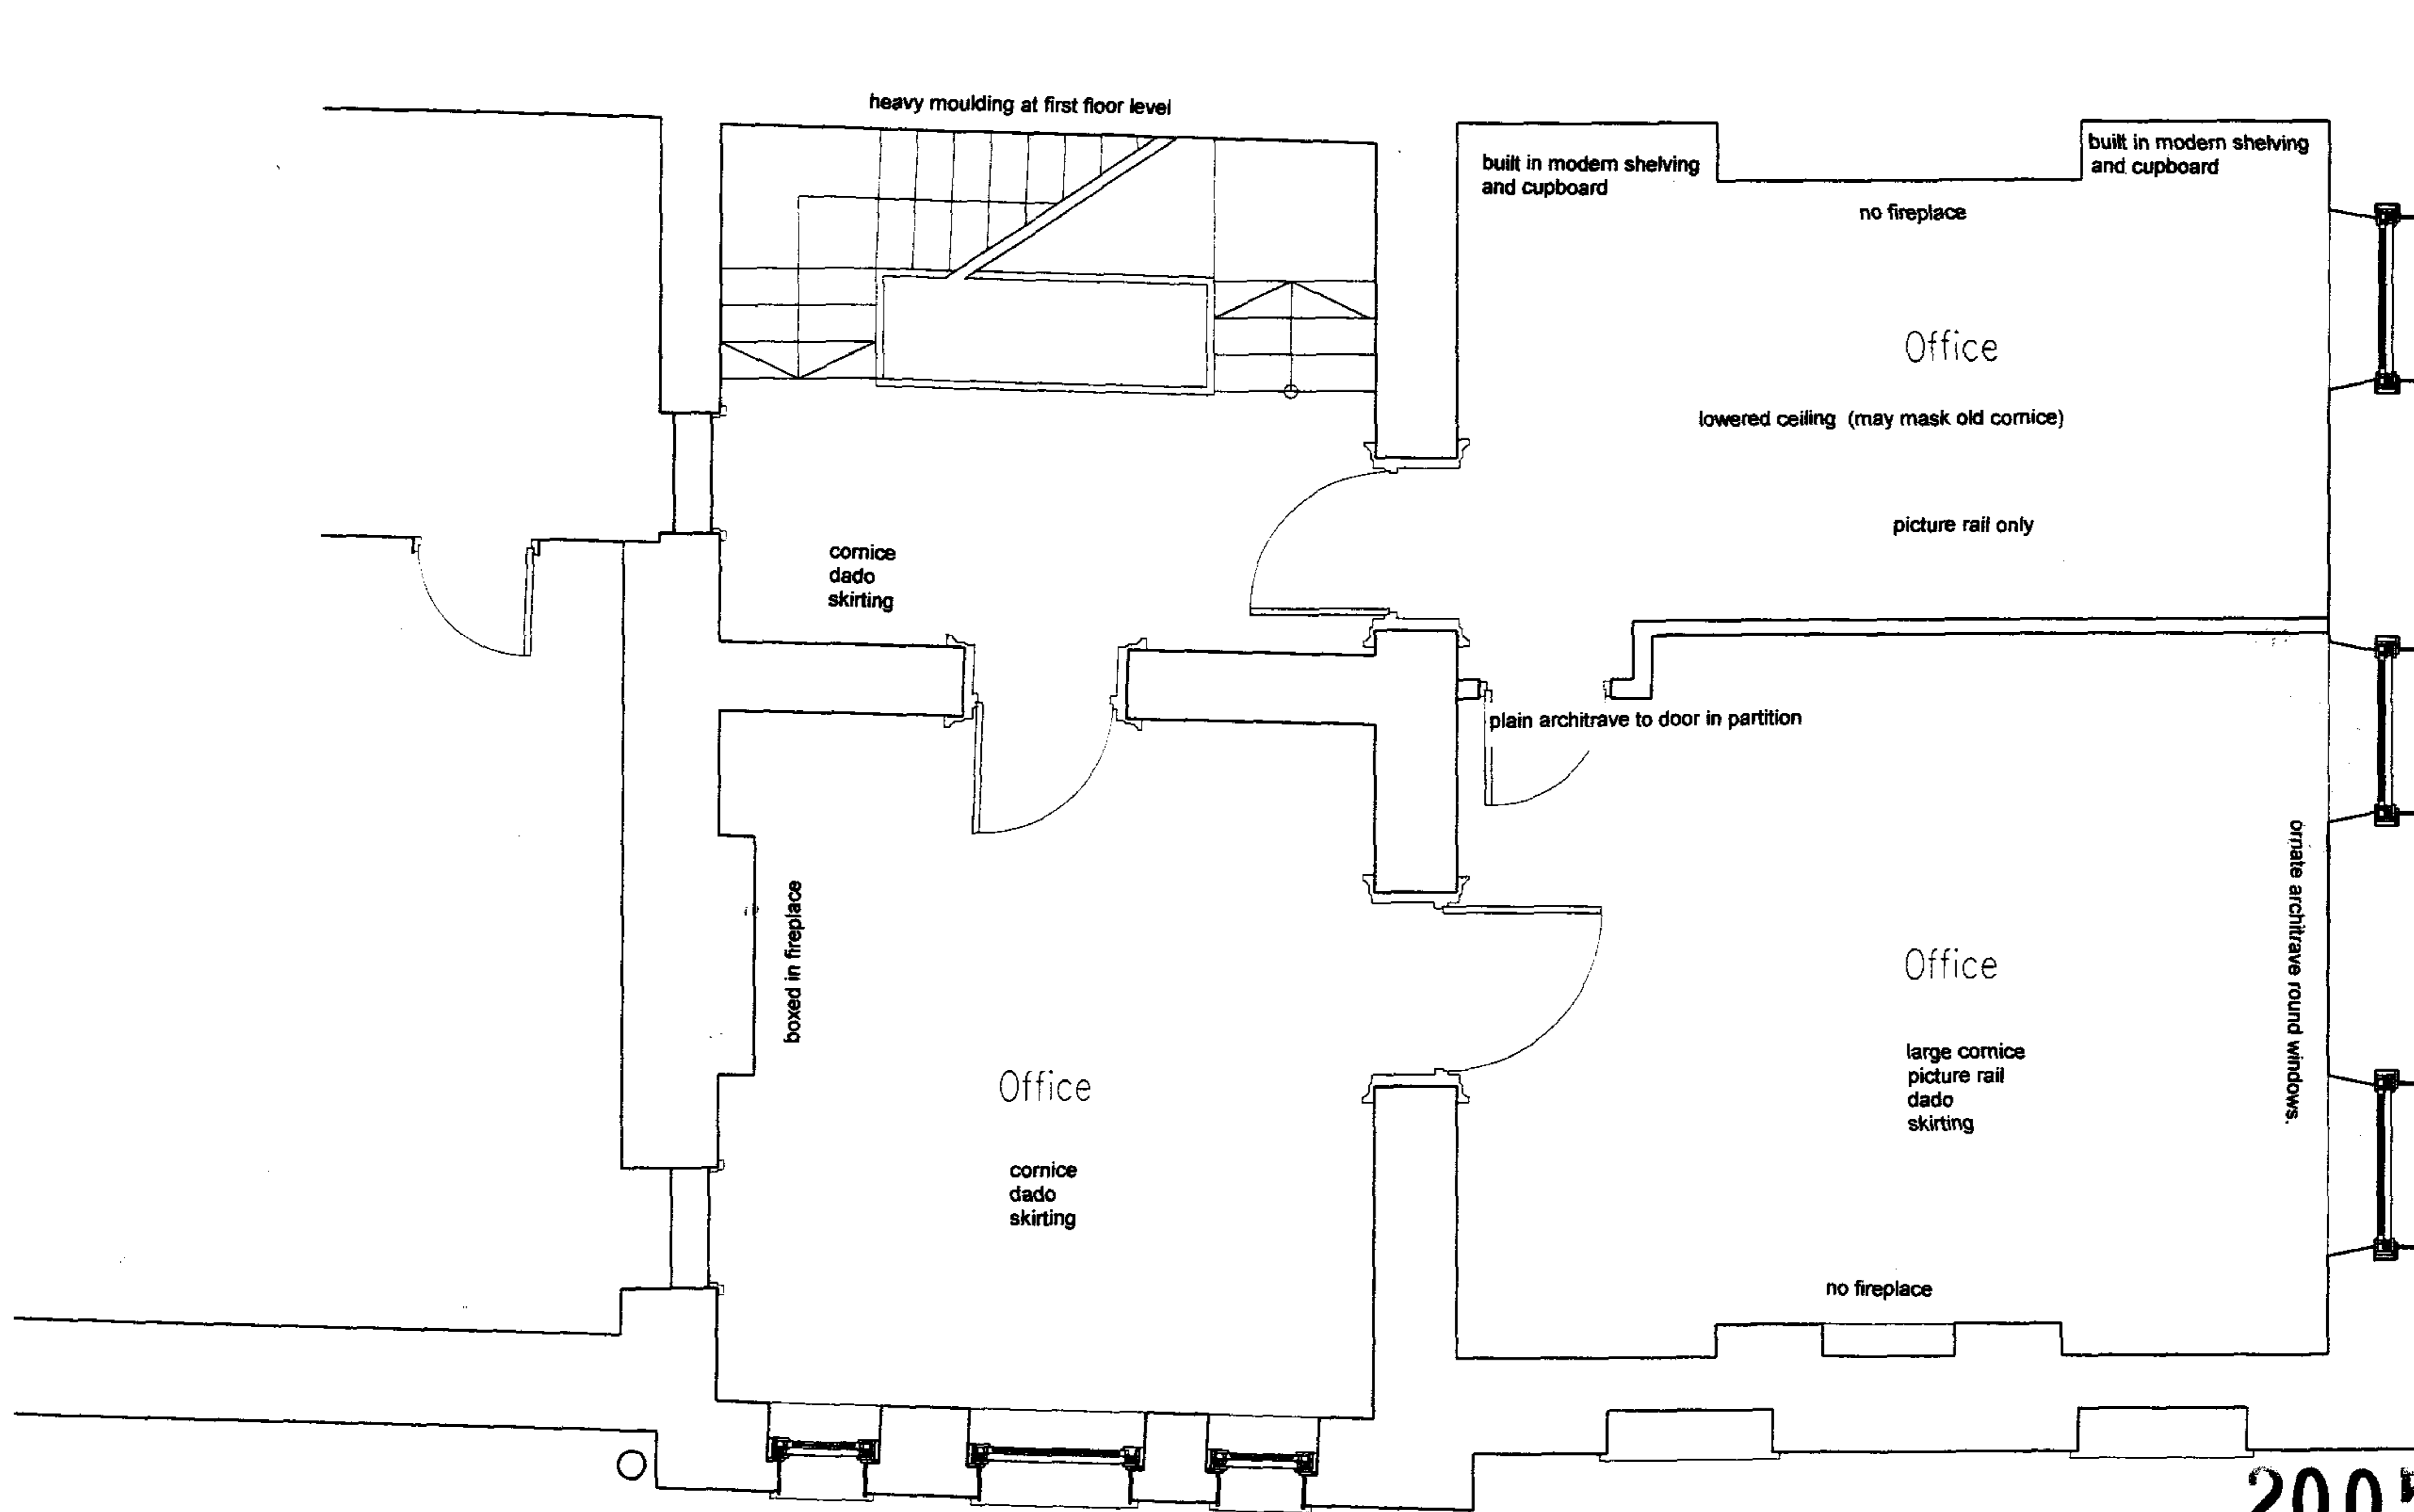 heavy moulding at first floor level
built in modern shelving
and cupboard
built in modern shelving
and cupboard
no fireplace
Office
lowered ceiling (may mask old cornice)
picture rail only
cornice
dado
skirting
plain architrave to door in partition
boxed in fireplace
Office
cornice
dado
skirting
Office
large cornice
picture rail
dado
skirting
ornate architrave round windows.
no fireplace